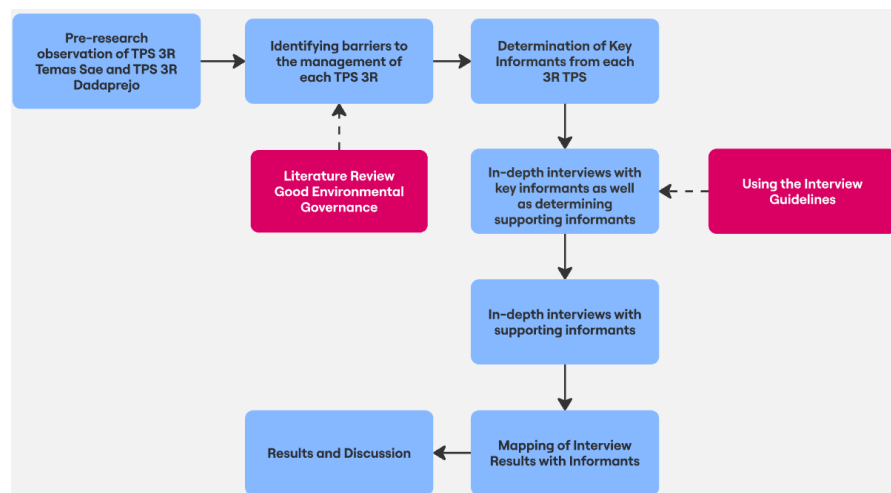 Pre-research
observation of TPS 3R
Temas Sae and TPS 3R
Dadaprejo
Identifying barriers to
the management of
each TPS 3R
Determination of Key
Informants from each
3R TPS
Literature Review
Good Environmental
Governance
In-depth interviews with
key informants as well
as determining
supporting informants
Using the Interview
Guidelines
In-depth interviews with
supporting informants
Results and Discussion
Mapping of Interview
Results with Informants